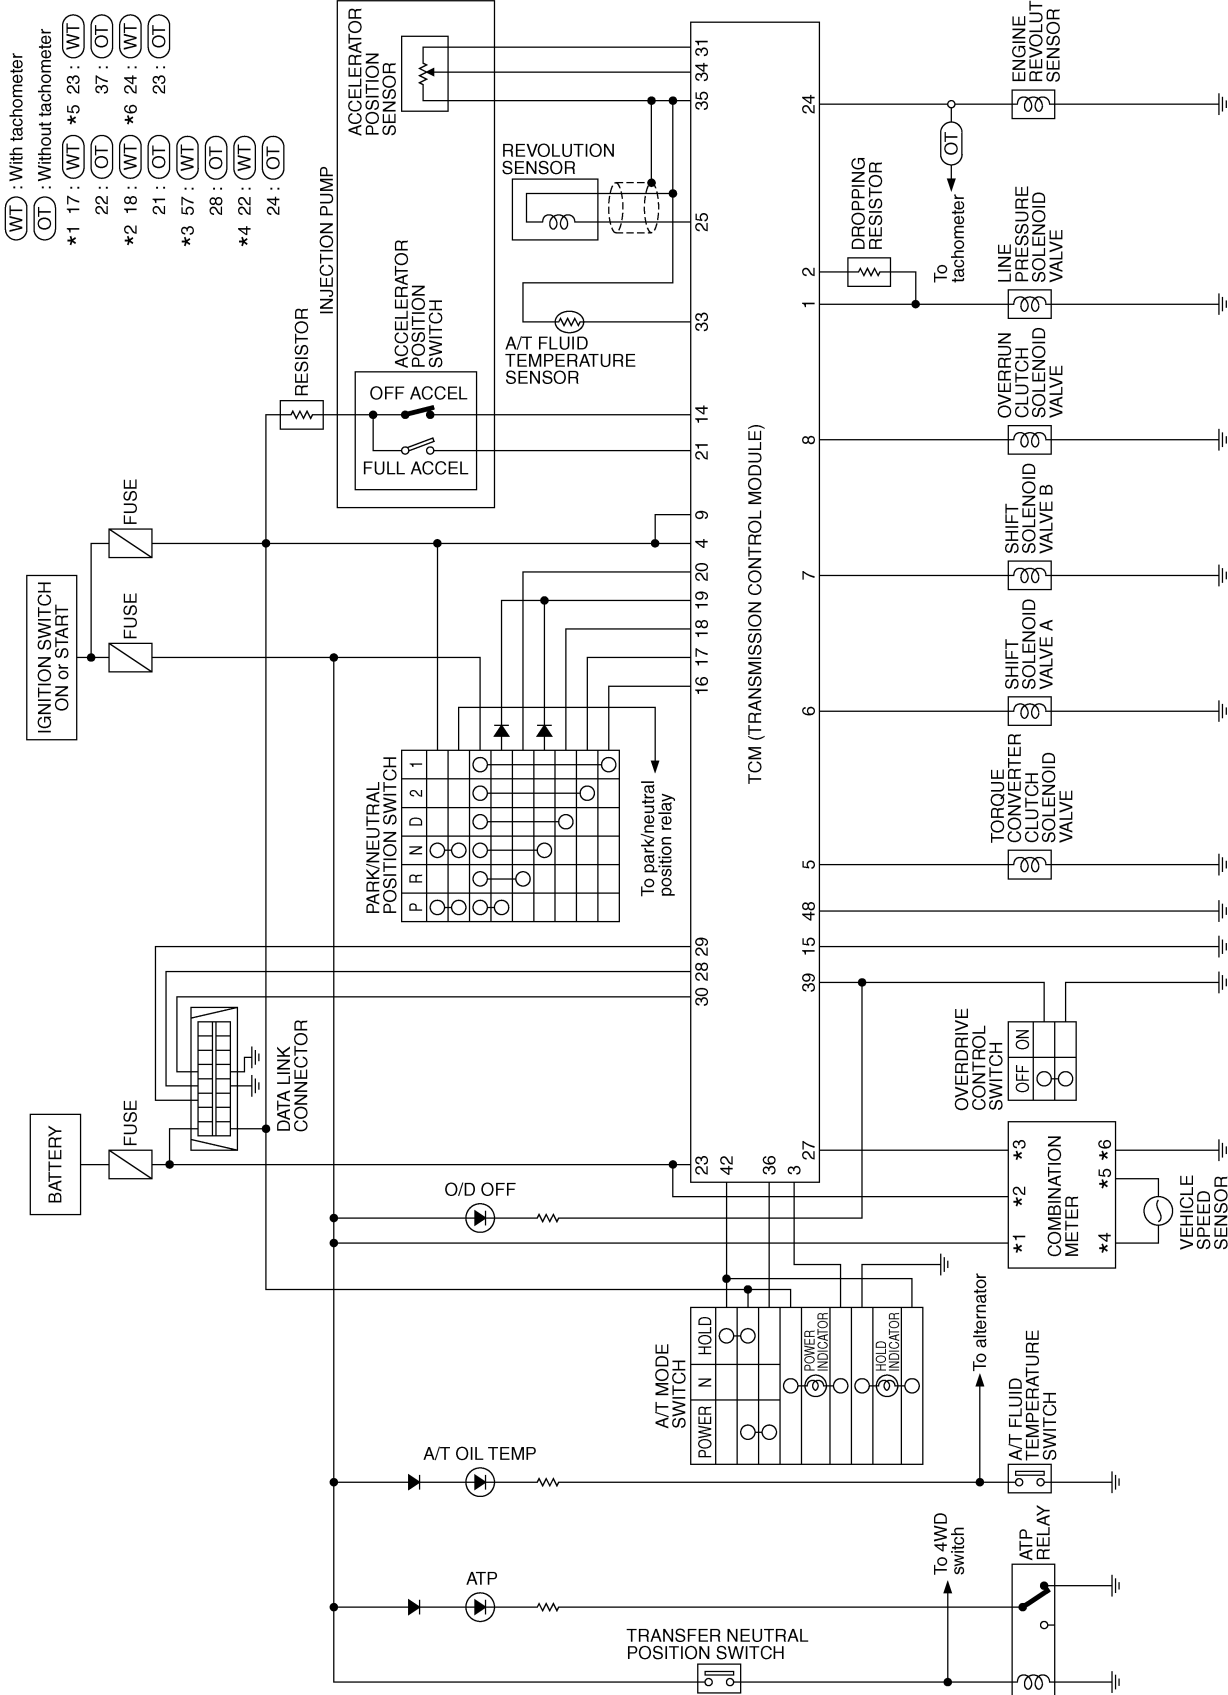 WT : With tachometer
OT : Without tachometer
*1 17 : WT
22 : OT
*2 18 : WT
21 : OT
*3 57 : WT
28 : OT
*4 22 : WT
24 : OT
*5 23 : WT
37 : OT
*6 24 : WT
23 : OT
IGNITION SWITCH
ON or START
FUSE
FUSE
BATTERY
FUSE
DATA LINK
CONNECTOR
RESISTOR
INJECTION PUMP
ACCELERATOR
POSITION
SENSOR
ACCELERATOR
POSITION
SWITCH
OFF ACCEL
FULL ACCEL
REVOLUTION
SENSOR
A/T FLUID
TEMPERATURE
SENSOR
PARK/NEUTRAL
POSITION SWITCH
P R N D 2 1
To park/neutral
position relay
TCM (TRANSMISSION CONTROL MODULE)
31
34
35
25
33
14
21
9
4
20
19
18
17
16
29
28
30
23
42
36
3
24
2
1
8
7
6
5
48
15
39
27
ENGINE
REVOLUT
SENSOR
OT
To
tachometer
DROPPING
RESISTOR
LINE
PRESSURE
SOLENOID
VALVE
OVERRUN
CLUTCH
SOLENOID
VALVE
SHIFT
SOLENOID
VALVE B
SHIFT
SOLENOID
VALVE A
TORQUE
CONVERTER
CLUTCH
SOLENOID
VALVE
OVERDRIVE
CONTROL
SWITCH
OFF ON
COMBINATION
METER
*1 *2 *3
*4 *5 *6
VEHICLE
SPEED
SENSOR
O/D OFF
A/T MODE
SWITCH
POWER N HOLD
POWER
INDICATOR
HOLD
INDICATOR
A/T OIL TEMP
To alternator
A/T FLUID
TEMPERATURE
SWITCH
ATP
To 4WD
switch
ATP
RELAY
TRANSFER NEUTRAL
POSITION SWITCH